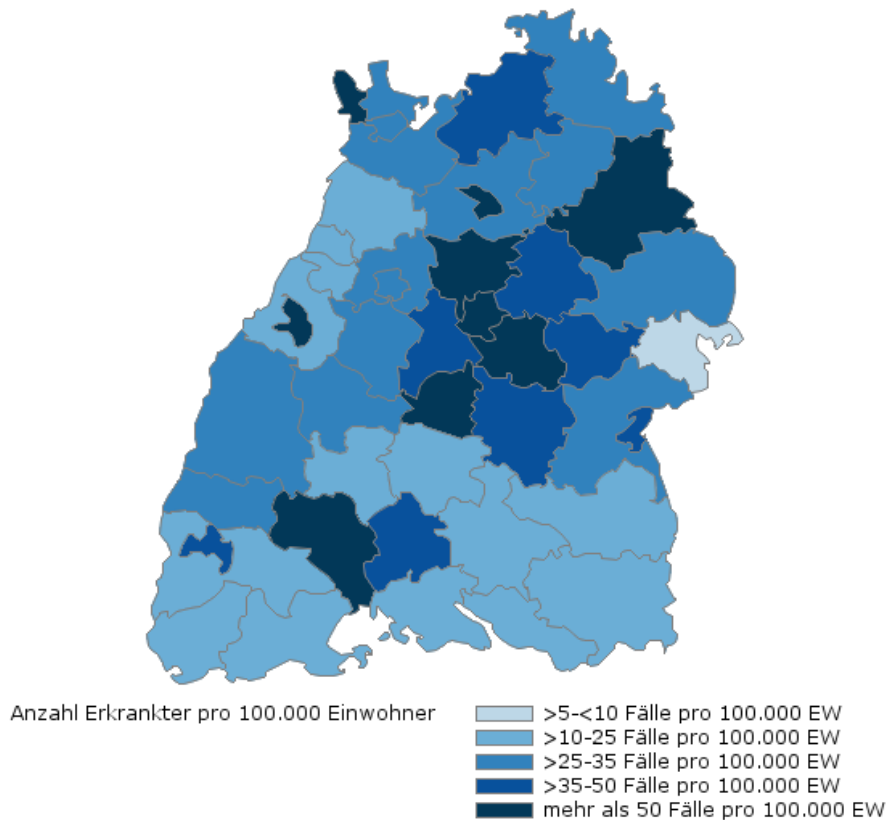 Anzahl Erkrankter pro 100.000 Einwohner
>5-<10 Fälle pro 100.000 EW
>10-25 Fälle pro 100.000 EW
>25-35 Fälle pro 100.000 EW
>35-50 Fälle pro 100.000 EW
mehr als 50 Fälle pro 100.000 EW